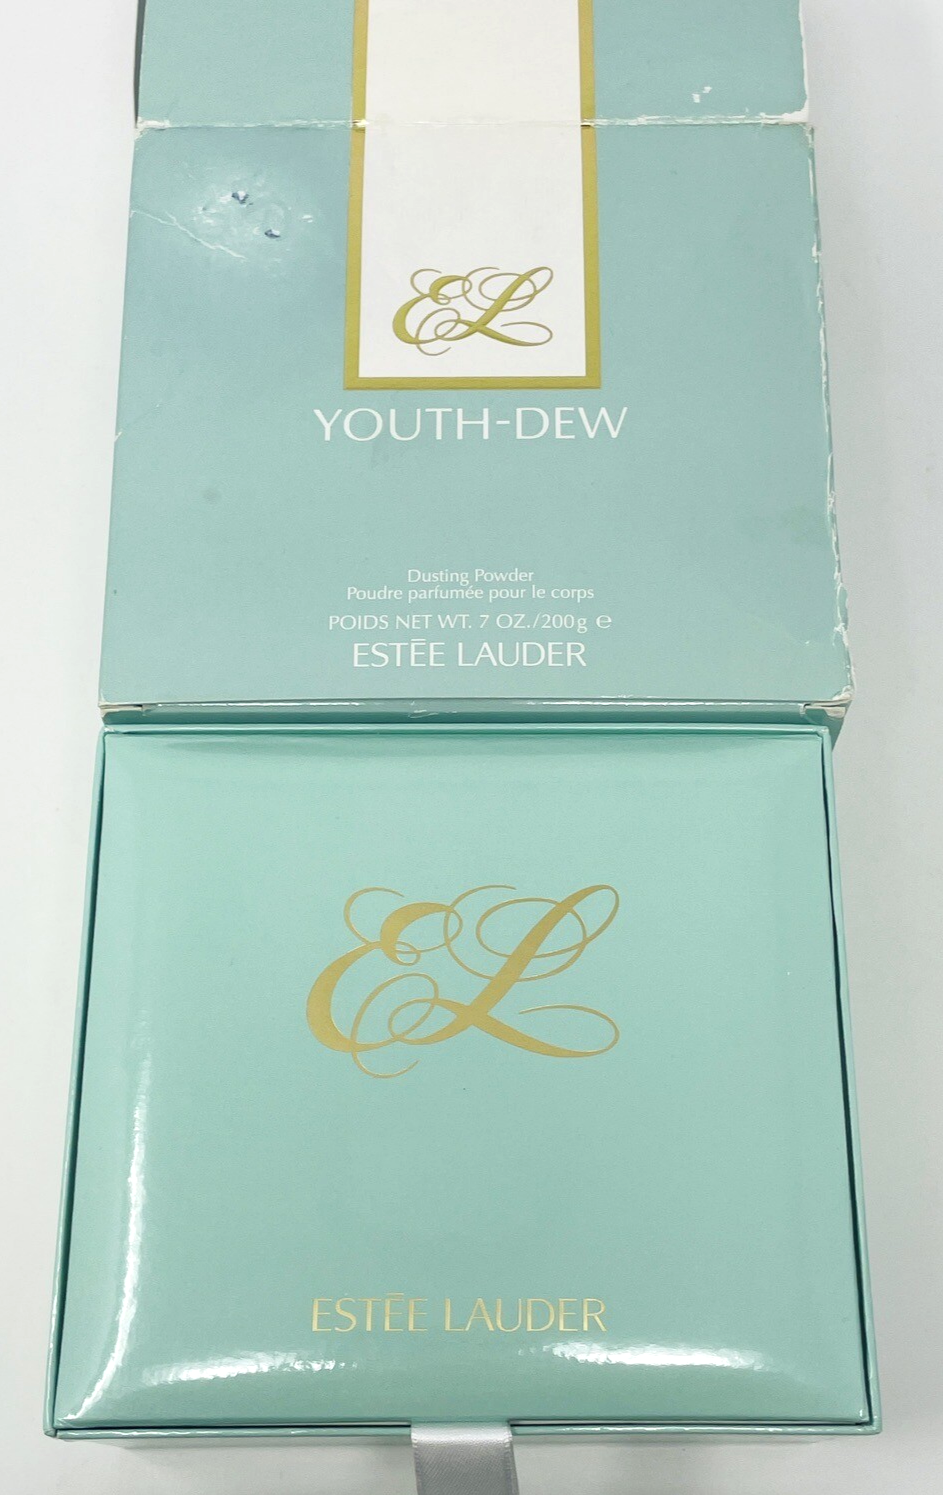 EL
YOUTH-DEW
Dusting Powder
Poudre parfumée pour le corps
POIDS NET WT. 7 OZ./200g ℮
ESTĒE LAUDER
EL
ESTĒE LAUDER